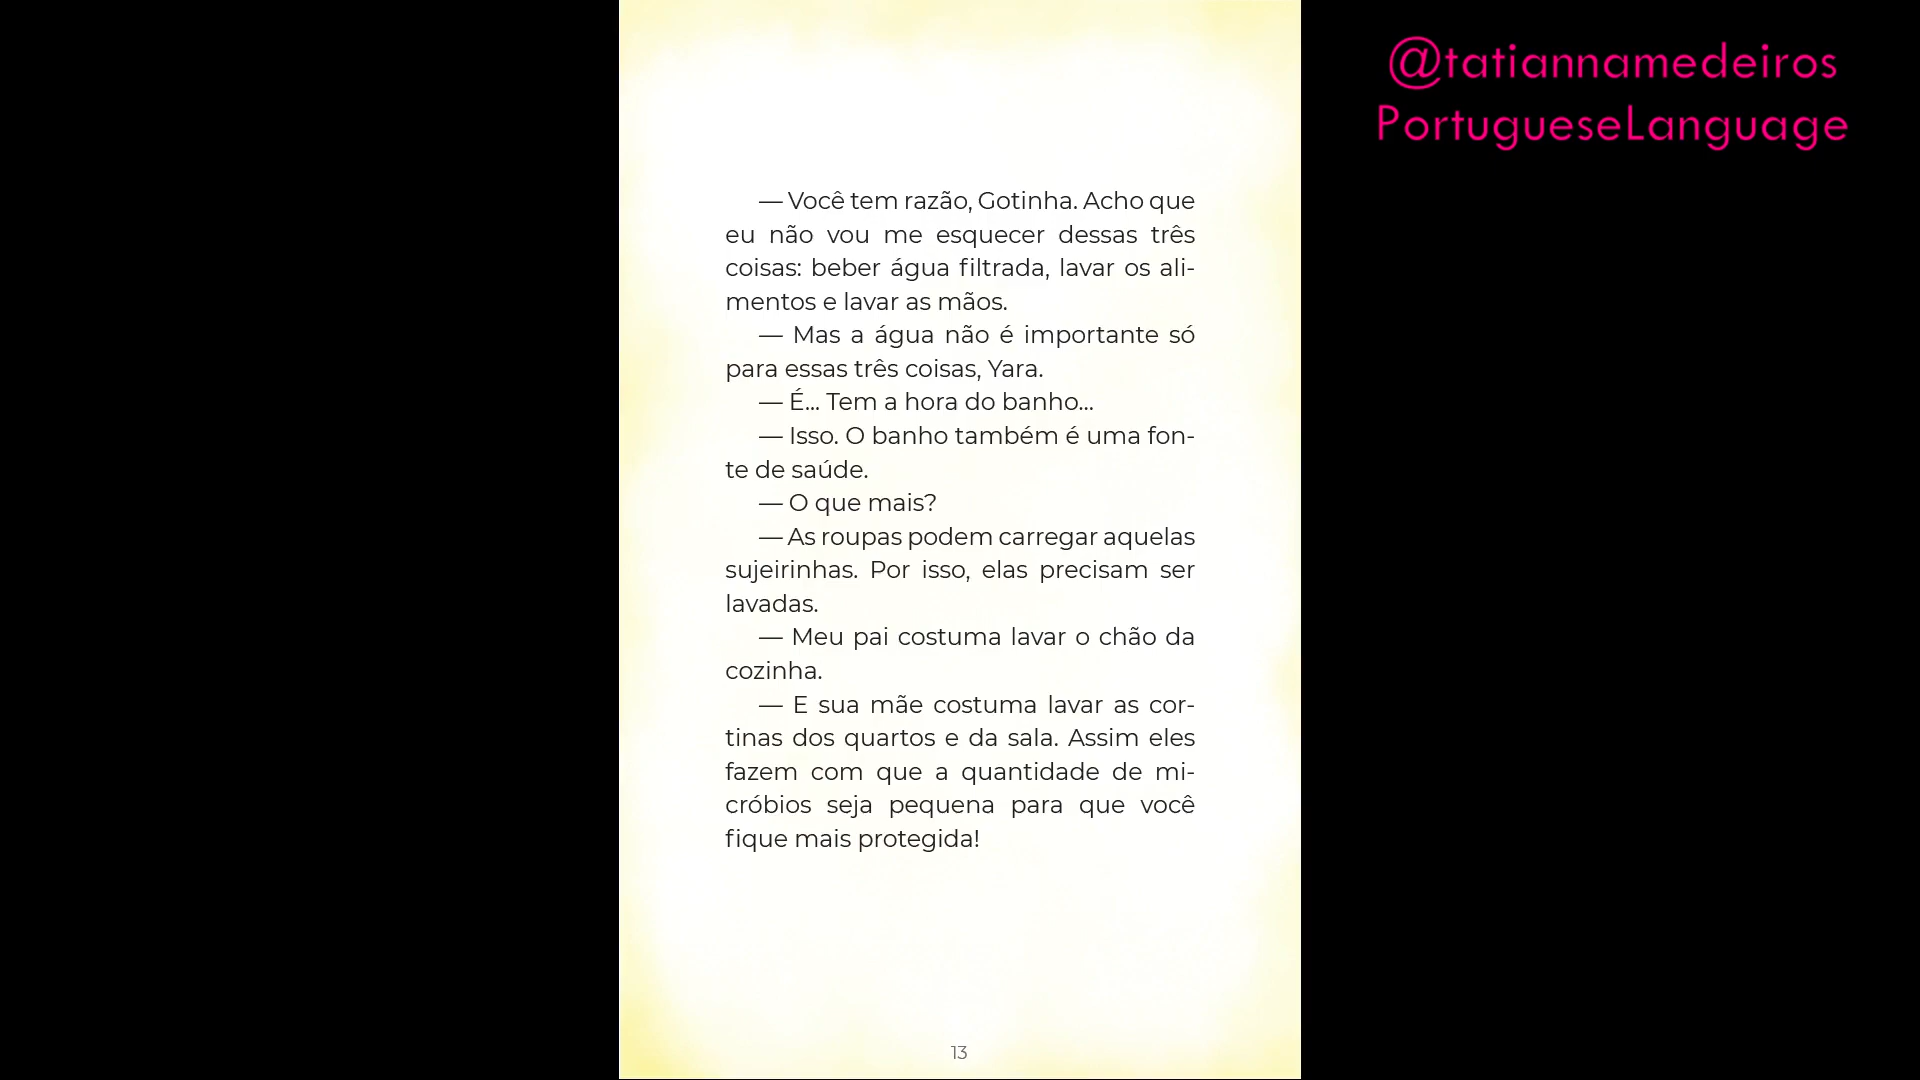 @tatiannamedeiros
PortugueseLanguage
— Você tem razão, Gotinha. Acho que
eu não vou me esquecer dessas três
coisas: beber água filtrada, lavar os ali-
mentos e lavar as mãos.
— Mas a água não é importante só
para essas três coisas, Yara.
— É... Tem a hora do banho...
— Isso. O banho também é uma fon-
te de saúde.
— O que mais?
— As roupas podem carregar aquelas
sujeirinhas. Por isso, elas precisam ser
lavadas.
— Meu pai costuma lavar o chão da
cozinha.
— E sua mãe costuma lavar as cor-
tinas dos quartos e da sala. Assim eles
fazem com que a quantidade de mi-
cróbios seja pequena para que você
fique mais protegida!
13